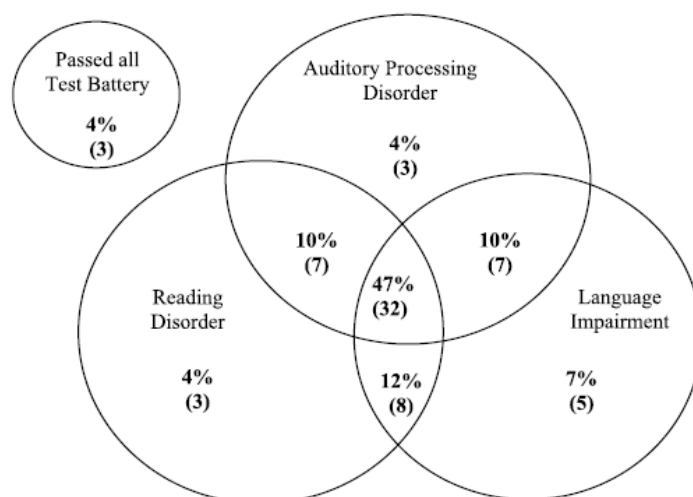 Passed all
Test Battery
4%
(3)
Auditory Processing
Disorder
4%
(3)
10%
(7)
10%
(7)
47%
(32)
Reading
Disorder
Language
Impairment
4%
(3)
12%
(8)
7%
(5)